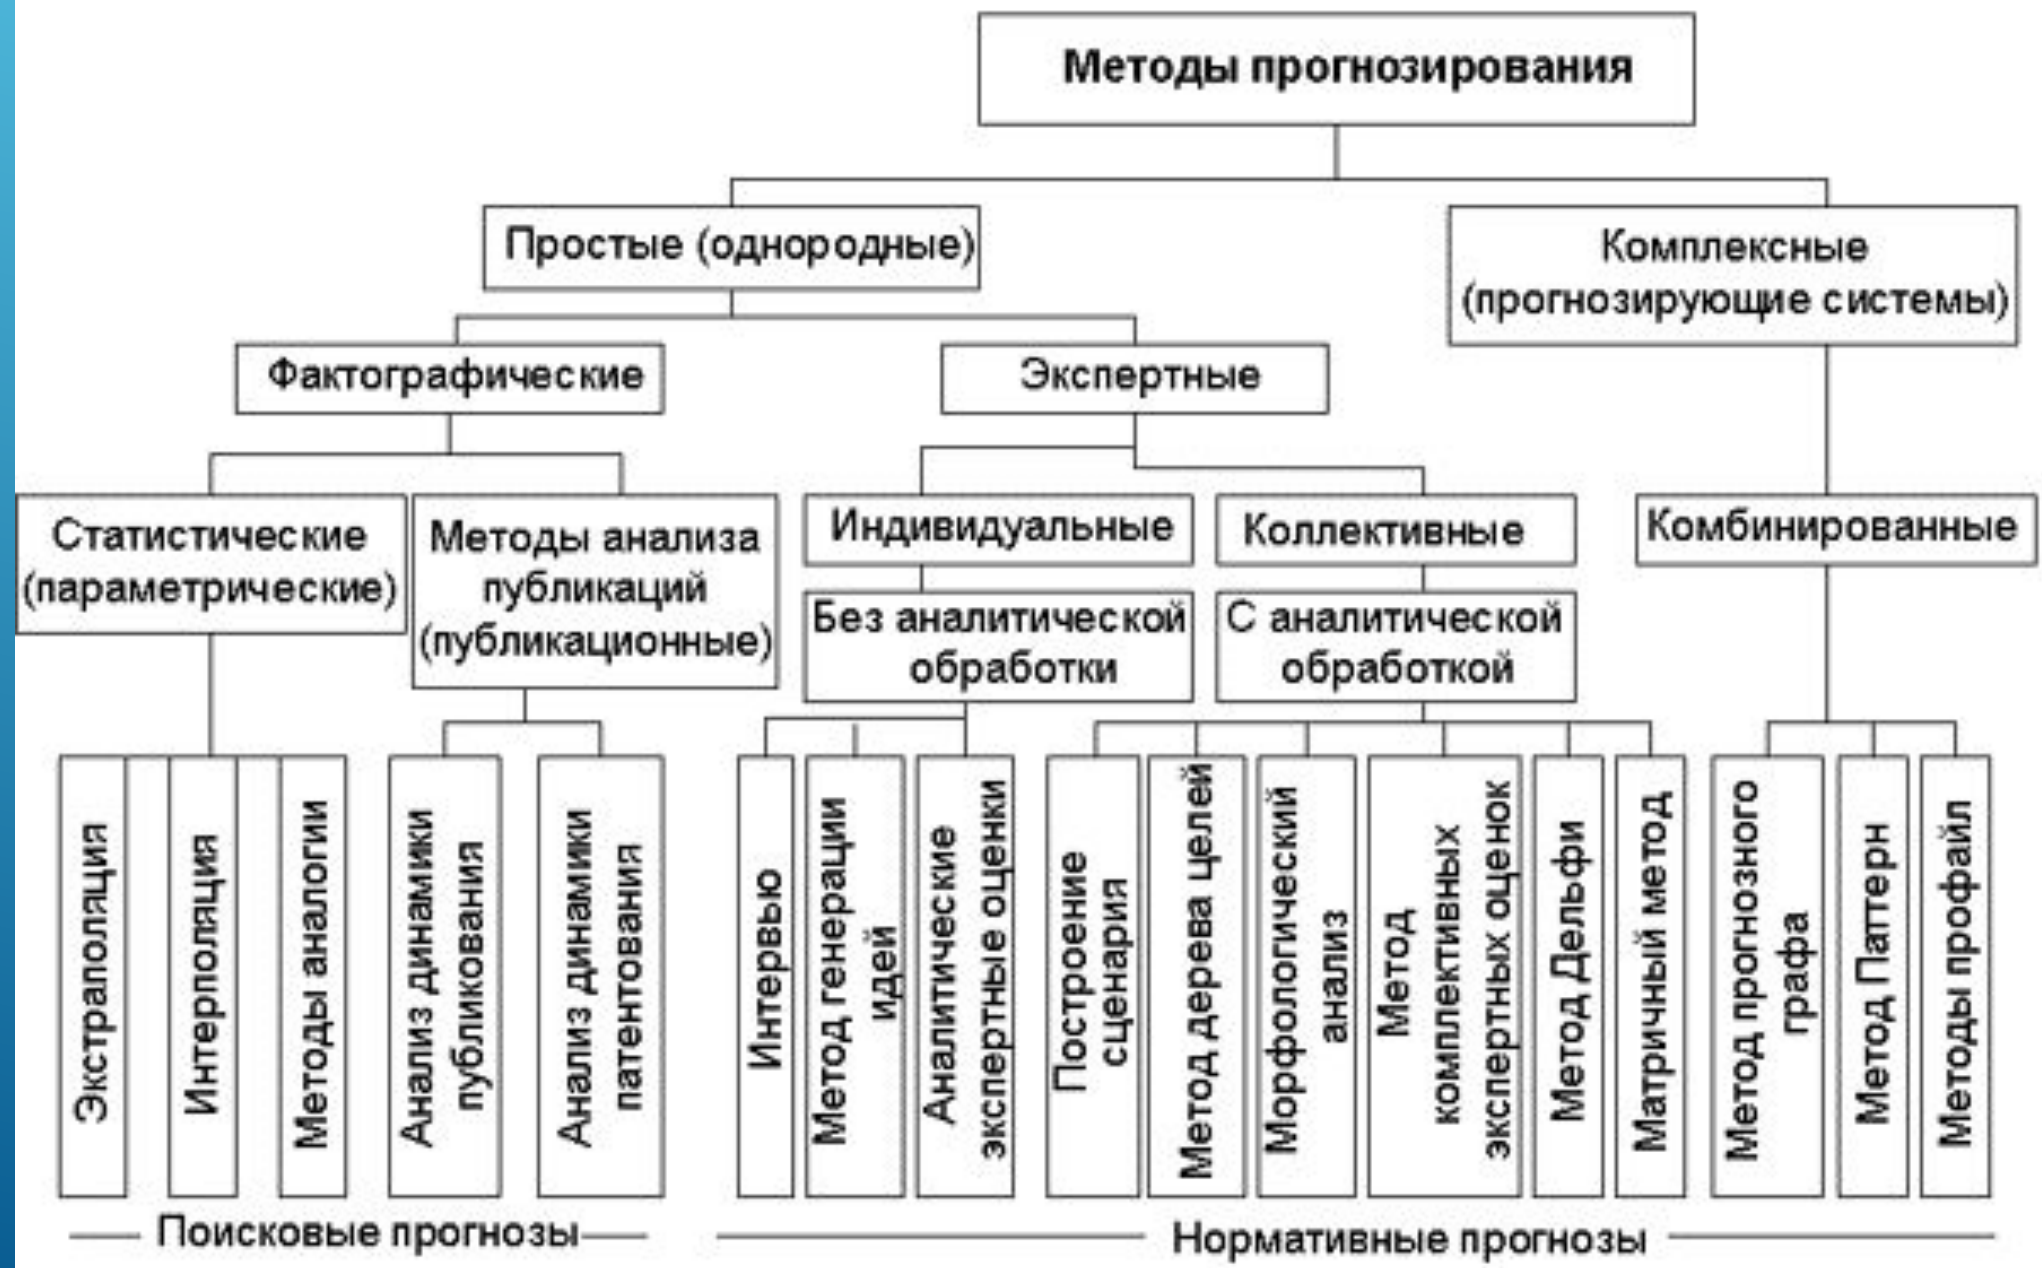 Методы прогнозирования
Простые (однородные)
Комплексные
(прогнозирующие системы)
Фактографические
Экспертные
Статистические
(параметрические)
Методы анализа
публикаций
(публикационные)
Индивидуальные
Коллективные
Комбинированные
Без аналитической
обработки
С аналитической
обработкой
Экстраполяция
Интерполяция
Методы аналогии
Анализ динамики
публикования
Анализ динамики
патентования
Интервью
Метод генерации
идей
Аналитические
экспертные оценки
Построение
сценария
Метод дерева целей
Морфологический
анализ
Метод
комплективных
экспертных оценок
Метод Дельфи
Матричный метод
Метод прогнозного
графа
Метод Паттерн
Методы профайл
Поисковые прогнозы
Нормативные прогнозы